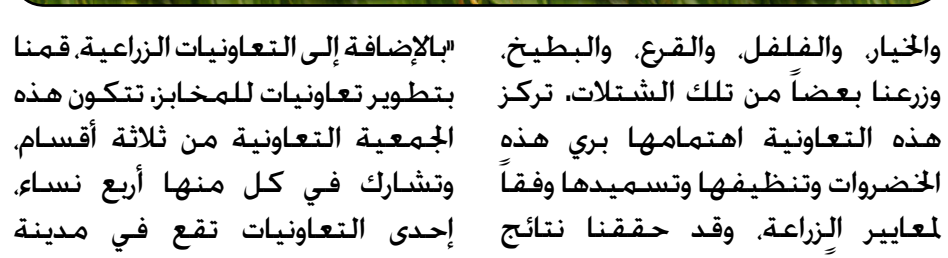 والخيار، والفلفل، والقرع، والبطيخ،
وزرعنا بعضاً من تلك الشتلات. تركز
هذه التعاونية اهتمامها بري هذه
الخضروات وتنظيفها وتسميدها وفقاً
لمعايير الزراعة، وقد حققنا نتائج
"بالإضافة إلى التعاونيات الزراعية، قمنا
بتطوير تعاونيات للمخابز. تتكون هذه
الجمعية التعاونية من ثلاثة أقسام،
وتشارك في كل منها أربع نساء،
إحدى التعاونيات تقع في مدينة